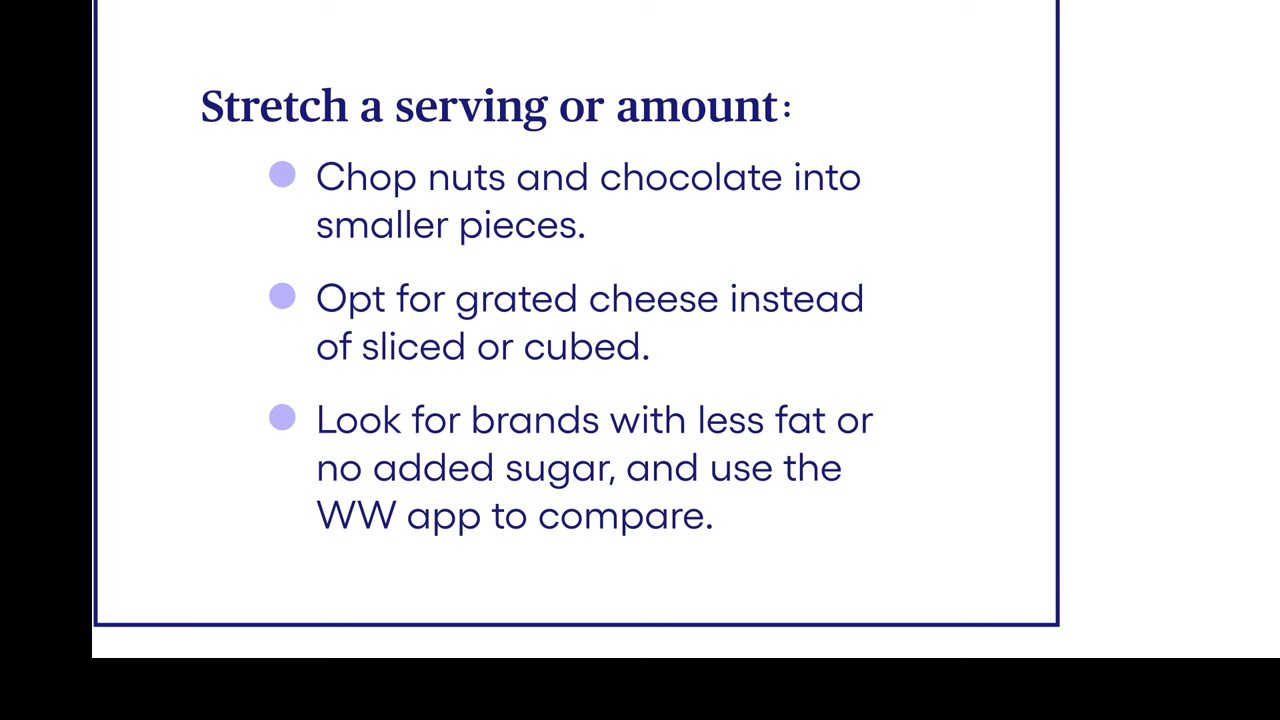 Stretch a serving or amount:
Chop nuts and chocolate into
smaller pieces.
Opt for grated cheese instead
of sliced or cubed.
Look for brands with less fat or
no added sugar, and use the
WW app to compare.